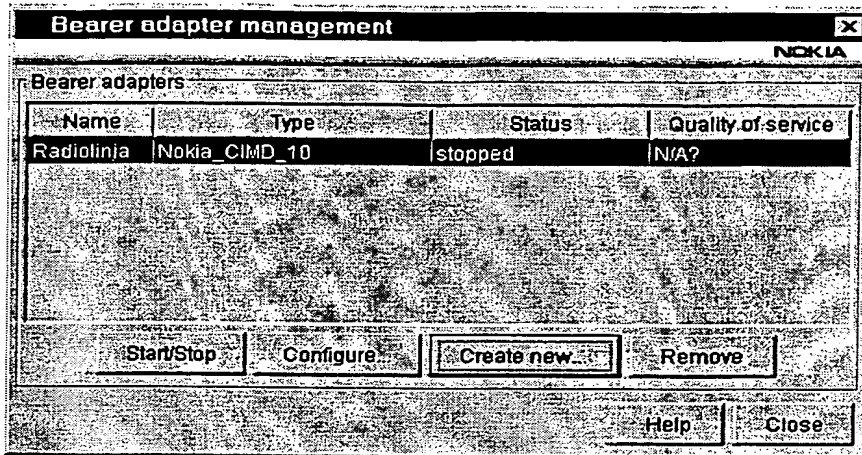 Bearer adapter management
NOKIA
Bearer adapters
Name Type Status Quality of service
Radiolinja Nokia_CIMD_10 stopped N/A?
Start/Stop Configure Create new... Remove
Help Close